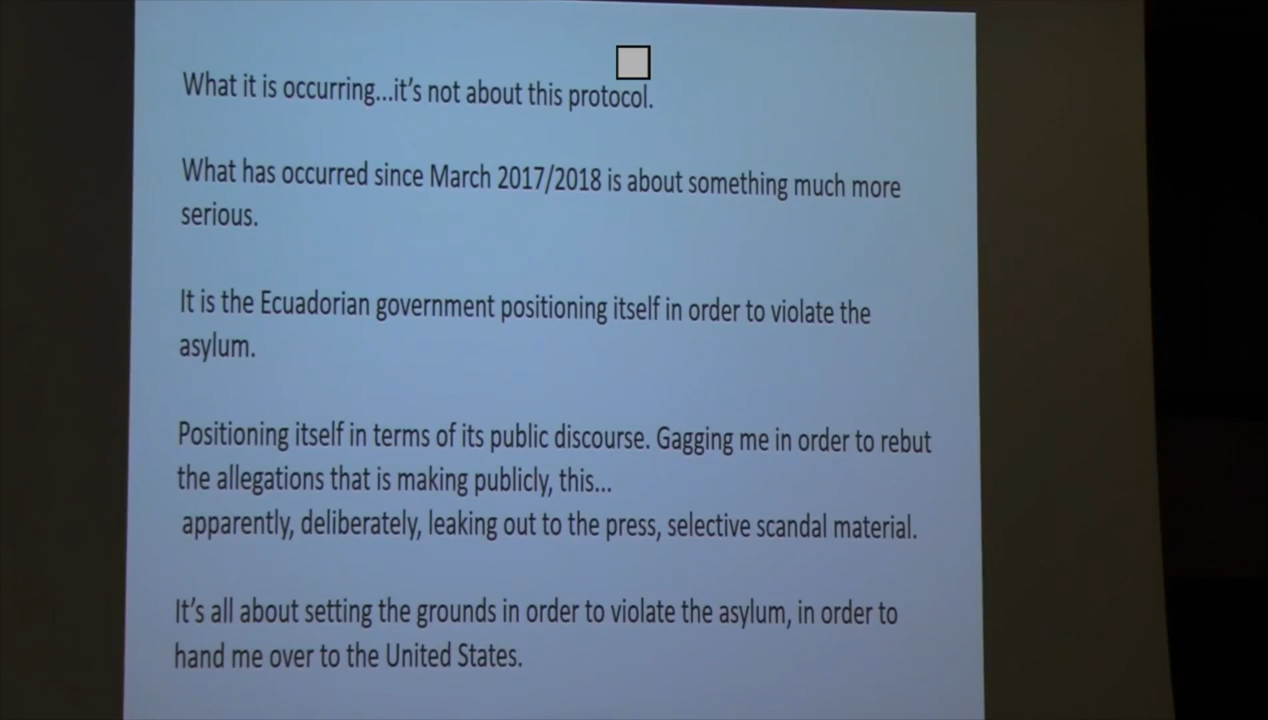 What it is occurring...it's not about this protocol.
What has occurred since March 2017/2018 is about something much more
serious.
It is the Ecuadorian government positioning itself in order to violate the
asylum.
Positioning itself in terms of its public discourse. Gagging me in order to rebut
the allegations that is making publicly, this...
apparently, deliberately, leaking out to the press, selective scandal material.
It's all about setting the grounds in order to violate the asylum, in order to
hand me over to the United States.